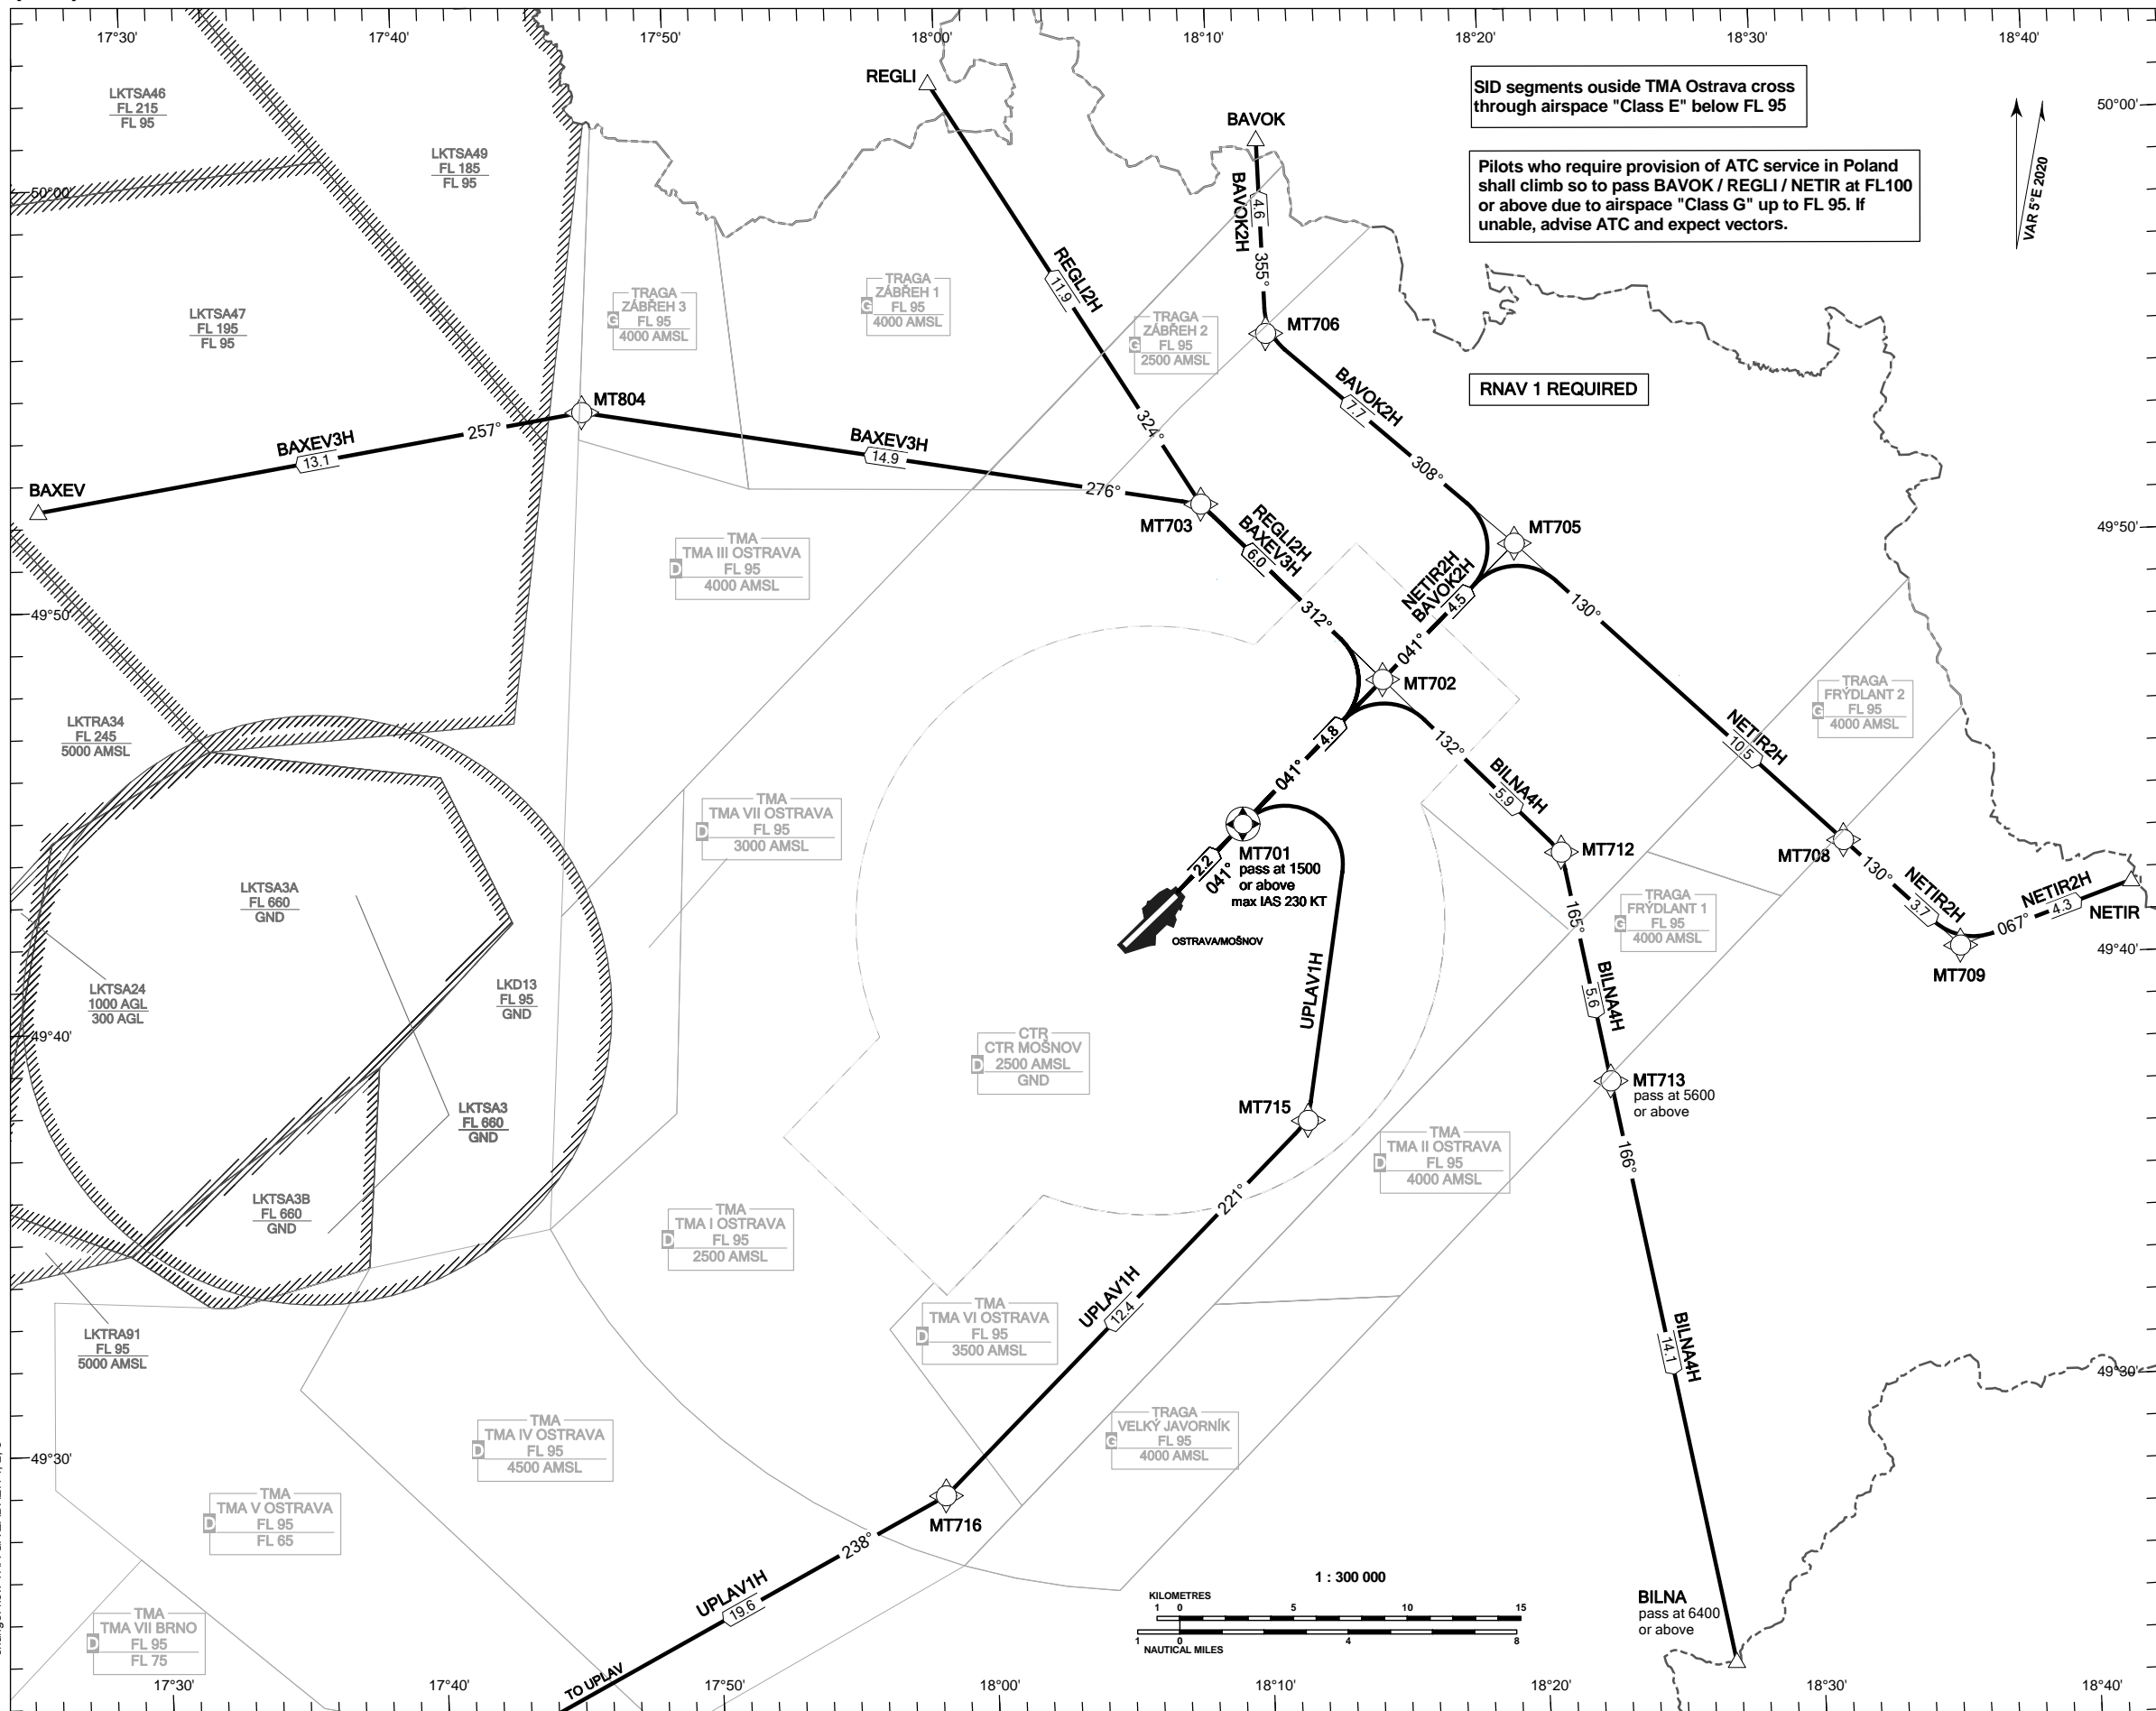 17°30'
17°40'
17°50'
18°00'
18°10'
18°20'
18°30'
18°40'
REGLI
BAVOK
SID segments ouside TMA Ostrava cross
through airspace "Class E" below FL 95
50°00'
Pilots who require provision of ATC service in Poland
shall climb so to pass BAVOK / REGLI / NETIR at FL100
or above due to airspace "Class G" up to FL 95. If
unable, advise ATC and expect vectors.
VAR 5°E 2020
LKTSA46
FL 215
FL 95
LKTSA49
FL 185
FL 95
50°00'
BAVOK2H
4.6
355°
REGLI2H
11.9
324°
LKTSA47
FL 195
FL 95
TRAGA
ZÁBŘEH 3
G
FL 95
4000 AMSL
TRAGA
ZÁBŘEH 1
G
FL 95
4000 AMSL
TRAGA
ZÁBŘEH 2
G
FL 95
2500 AMSL
MT706
RNAV 1 REQUIRED
BAVOK2H
7.7
308°
MT804
BAXEV3H
13.1
257°
BAXEV3H
14.9
276°
BAXEV
MT703
MT705
49°50'
REGLI2H
BAXEV3H
6.0
312°
NETIR2H
BAVOK2H
4.5
041°
130°
TMA
TMA III OSTRAVA
D
FL 95
4000 AMSL
49°50'
MT702
TRAGA
FRÝDLANT 2
G
FL 95
4000 AMSL
LKTRA34
FL 245
5000 AMSL
4.8
041°
132°
BILNA4H
5.9
NETIR2H
10.5
TMA
TMA VII OSTRAVA
D
FL 95
3000 AMSL
MT701
pass at 1500
or above
max IAS 230 KT
2.2
041°
OSTRAVA/MOŠNOV
MT712
MT708
130°
NETIR2H
3.7
067°
NETIR2H
4.3
NETIR
MT709
49°40'
LKTSA3A
FL 660
GND
TRAGA
FRÝDLANT 1
G
FL 95
4000 AMSL
165°
BILNA4H
5.6
UPLAV1H
LKTSA24
1000 AGL
300 AGL
LKD13
FL 95
GND
49°40'
CTR
CTR MOŠNOV
D
2500 AMSL
GND
MT713
pass at 5600
or above
MT715
LKTSA3
FL 660
GND
TMA
TMA II OSTRAVA
D
FL 95
4000 AMSL
166°
LKTSA3B
FL 660
GND
221°
TMA
TMA I OSTRAVA
D
FL 95
2500 AMSL
UPLAV1H
12.4
TMA
TMA VI OSTRAVA
D
FL 95
3500 AMSL
LKTRA91
FL 95
5000 AMSL
BILNA4H
14.1
49°30'
TMA
TMA IV OSTRAVA
D
FL 95
4500 AMSL
TRAGA
VELKÝ JAVORNÍK
G
FL 95
4000 AMSL
49°30'
TMA
TMA V OSTRAVA
D
FL 95
FL 65
MT716
238°
UPLAV1H
19.6
TO UPLAV
1 : 300 000
KILOMETRES
1 0 5 10 15
1 0 4 8
NAUTICAL MILES
BILNA
pass at 6400
or above
TMA
TMA VII BRNO
D
FL 95
FL 75
17°30'
17°40'
17°50'
18°00'
18°10'
18°20'
18°30'
18°40'